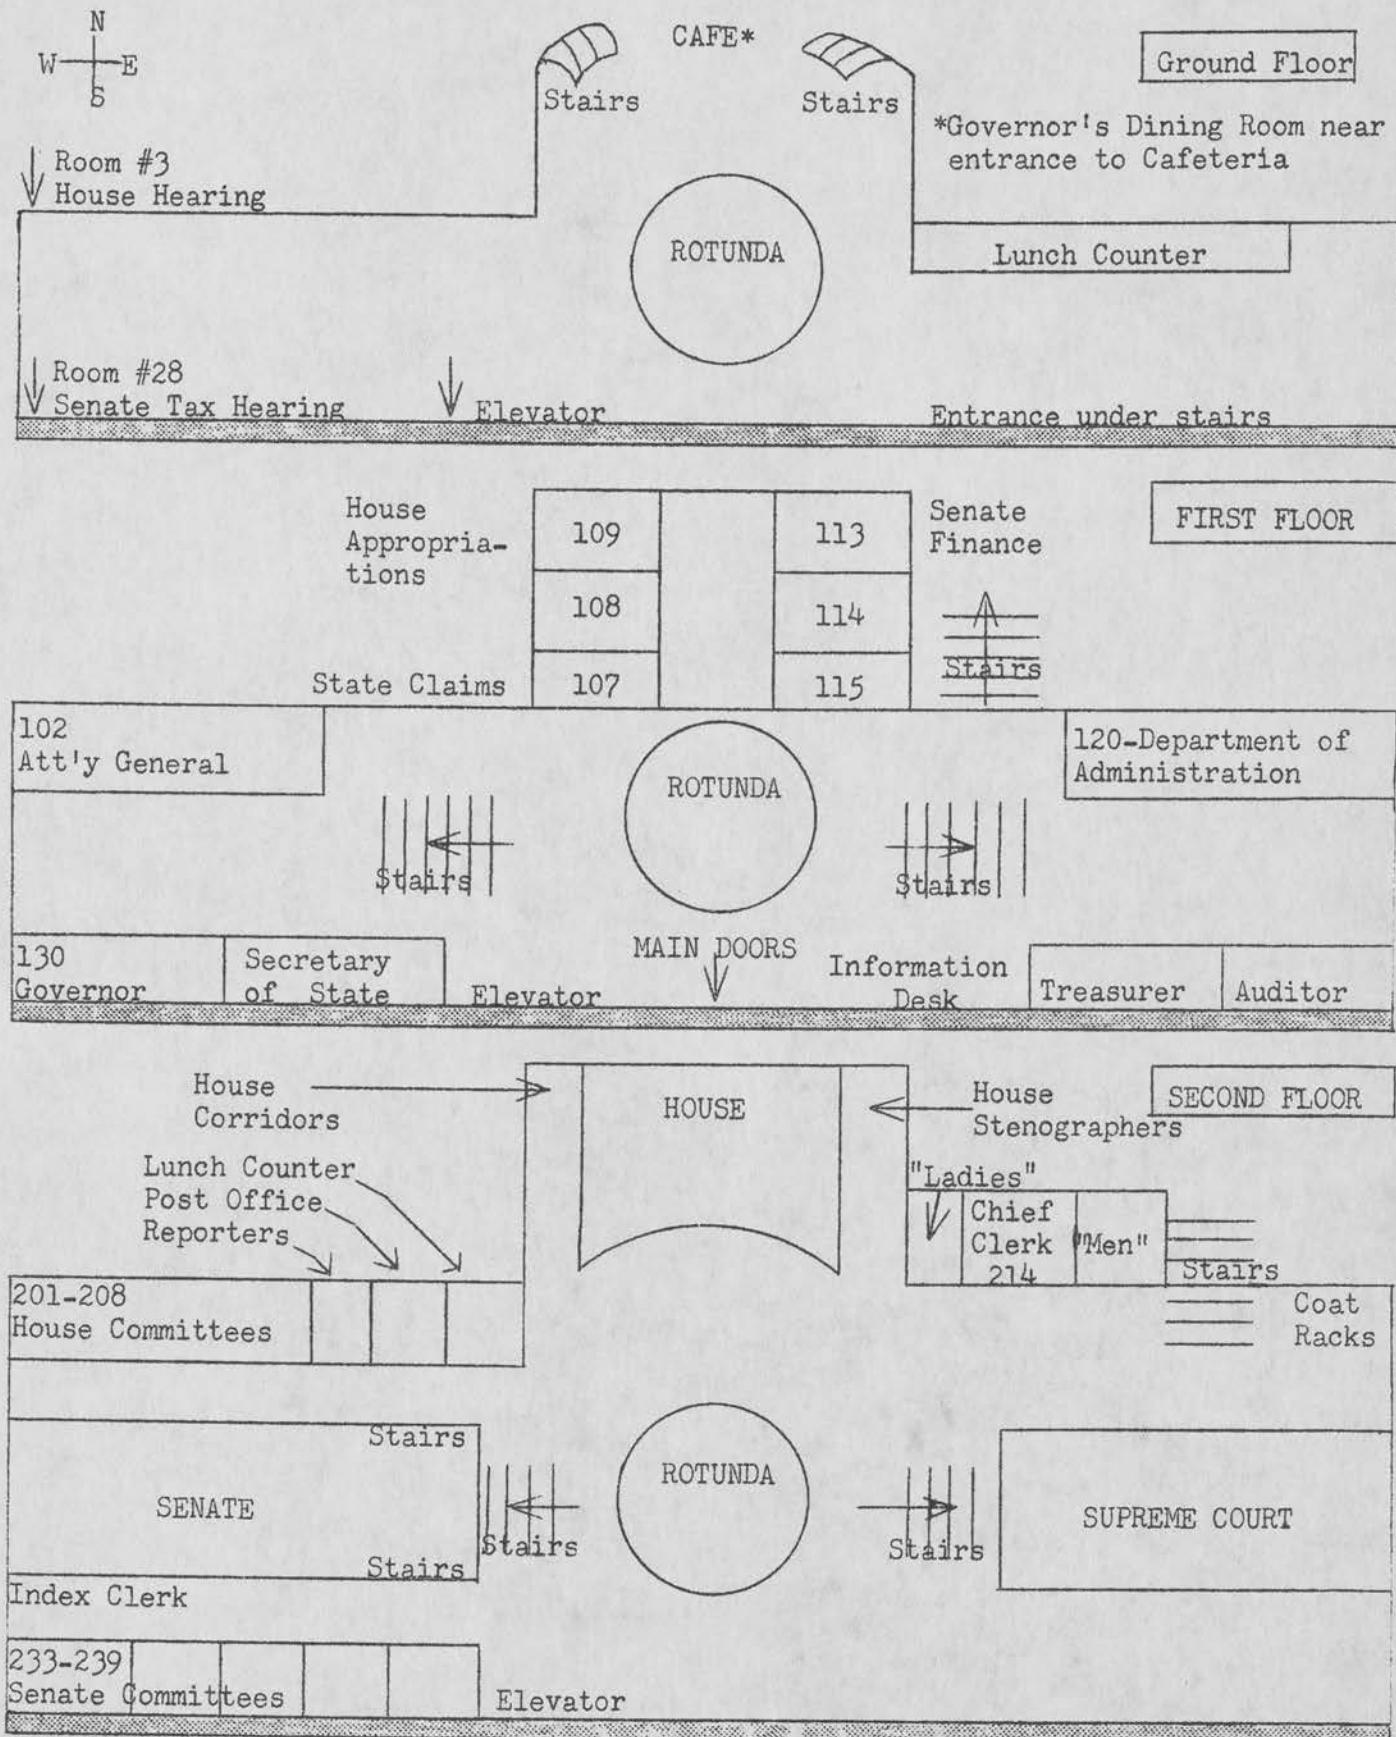 N
W E
S
CAFE*
Ground Floor
Stairs
Stairs
*Governor's Dining Room near
entrance to Cafeteria
Room #3
House Hearing
ROTUNDA
Lunch Counter
Room #28
Senate Tax Hearing
Elevator
Entrance under stairs
House
Appropria-
tions
109
113
Senate
Finance
FIRST FLOOR
108
114
Stairs
State Claims
107
115
102
Att'y General
ROTUNDA
120-Department of
Administration
Stairs
Stairs
130
Governor
Secretary
of State
Elevator
MAIN DOORS
Information
Desk
Treasurer
Auditor
House
Corridors
HOUSE
House
Stenographers
SECOND FLOOR
Lunch Counter
Post Office
Reporters
"Ladies"
Chief
Clerk
214
"Men"
Stairs
Coat
Racks
201-208
House Committees
Stairs
SENATE
Stairs
Stairs
ROTUNDA
Stairs
SUPREME COURT
Index Clerk
233-239
Senate Committees
Elevator